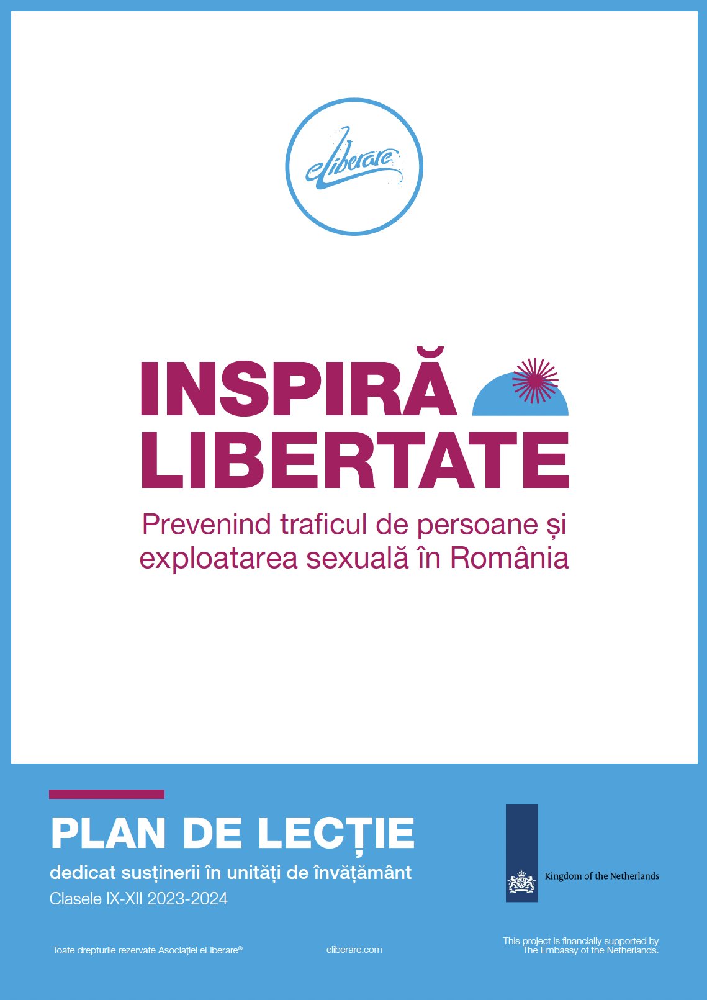 eliberare
INSPIRĂ
LIBERTATE
Prevenind traficul de persoane și
exploatarea sexuală în România
PLAN DE LECȚIE
dedicat susținerii în unități de învățământ
Clasele IX-XII 2023-2024
Kingdom of the Netherlands
Toate drepturile rezervate Asociației eLiberare®
eliberare.com
This project is financially supported by
The Embassy of the Netherlands.